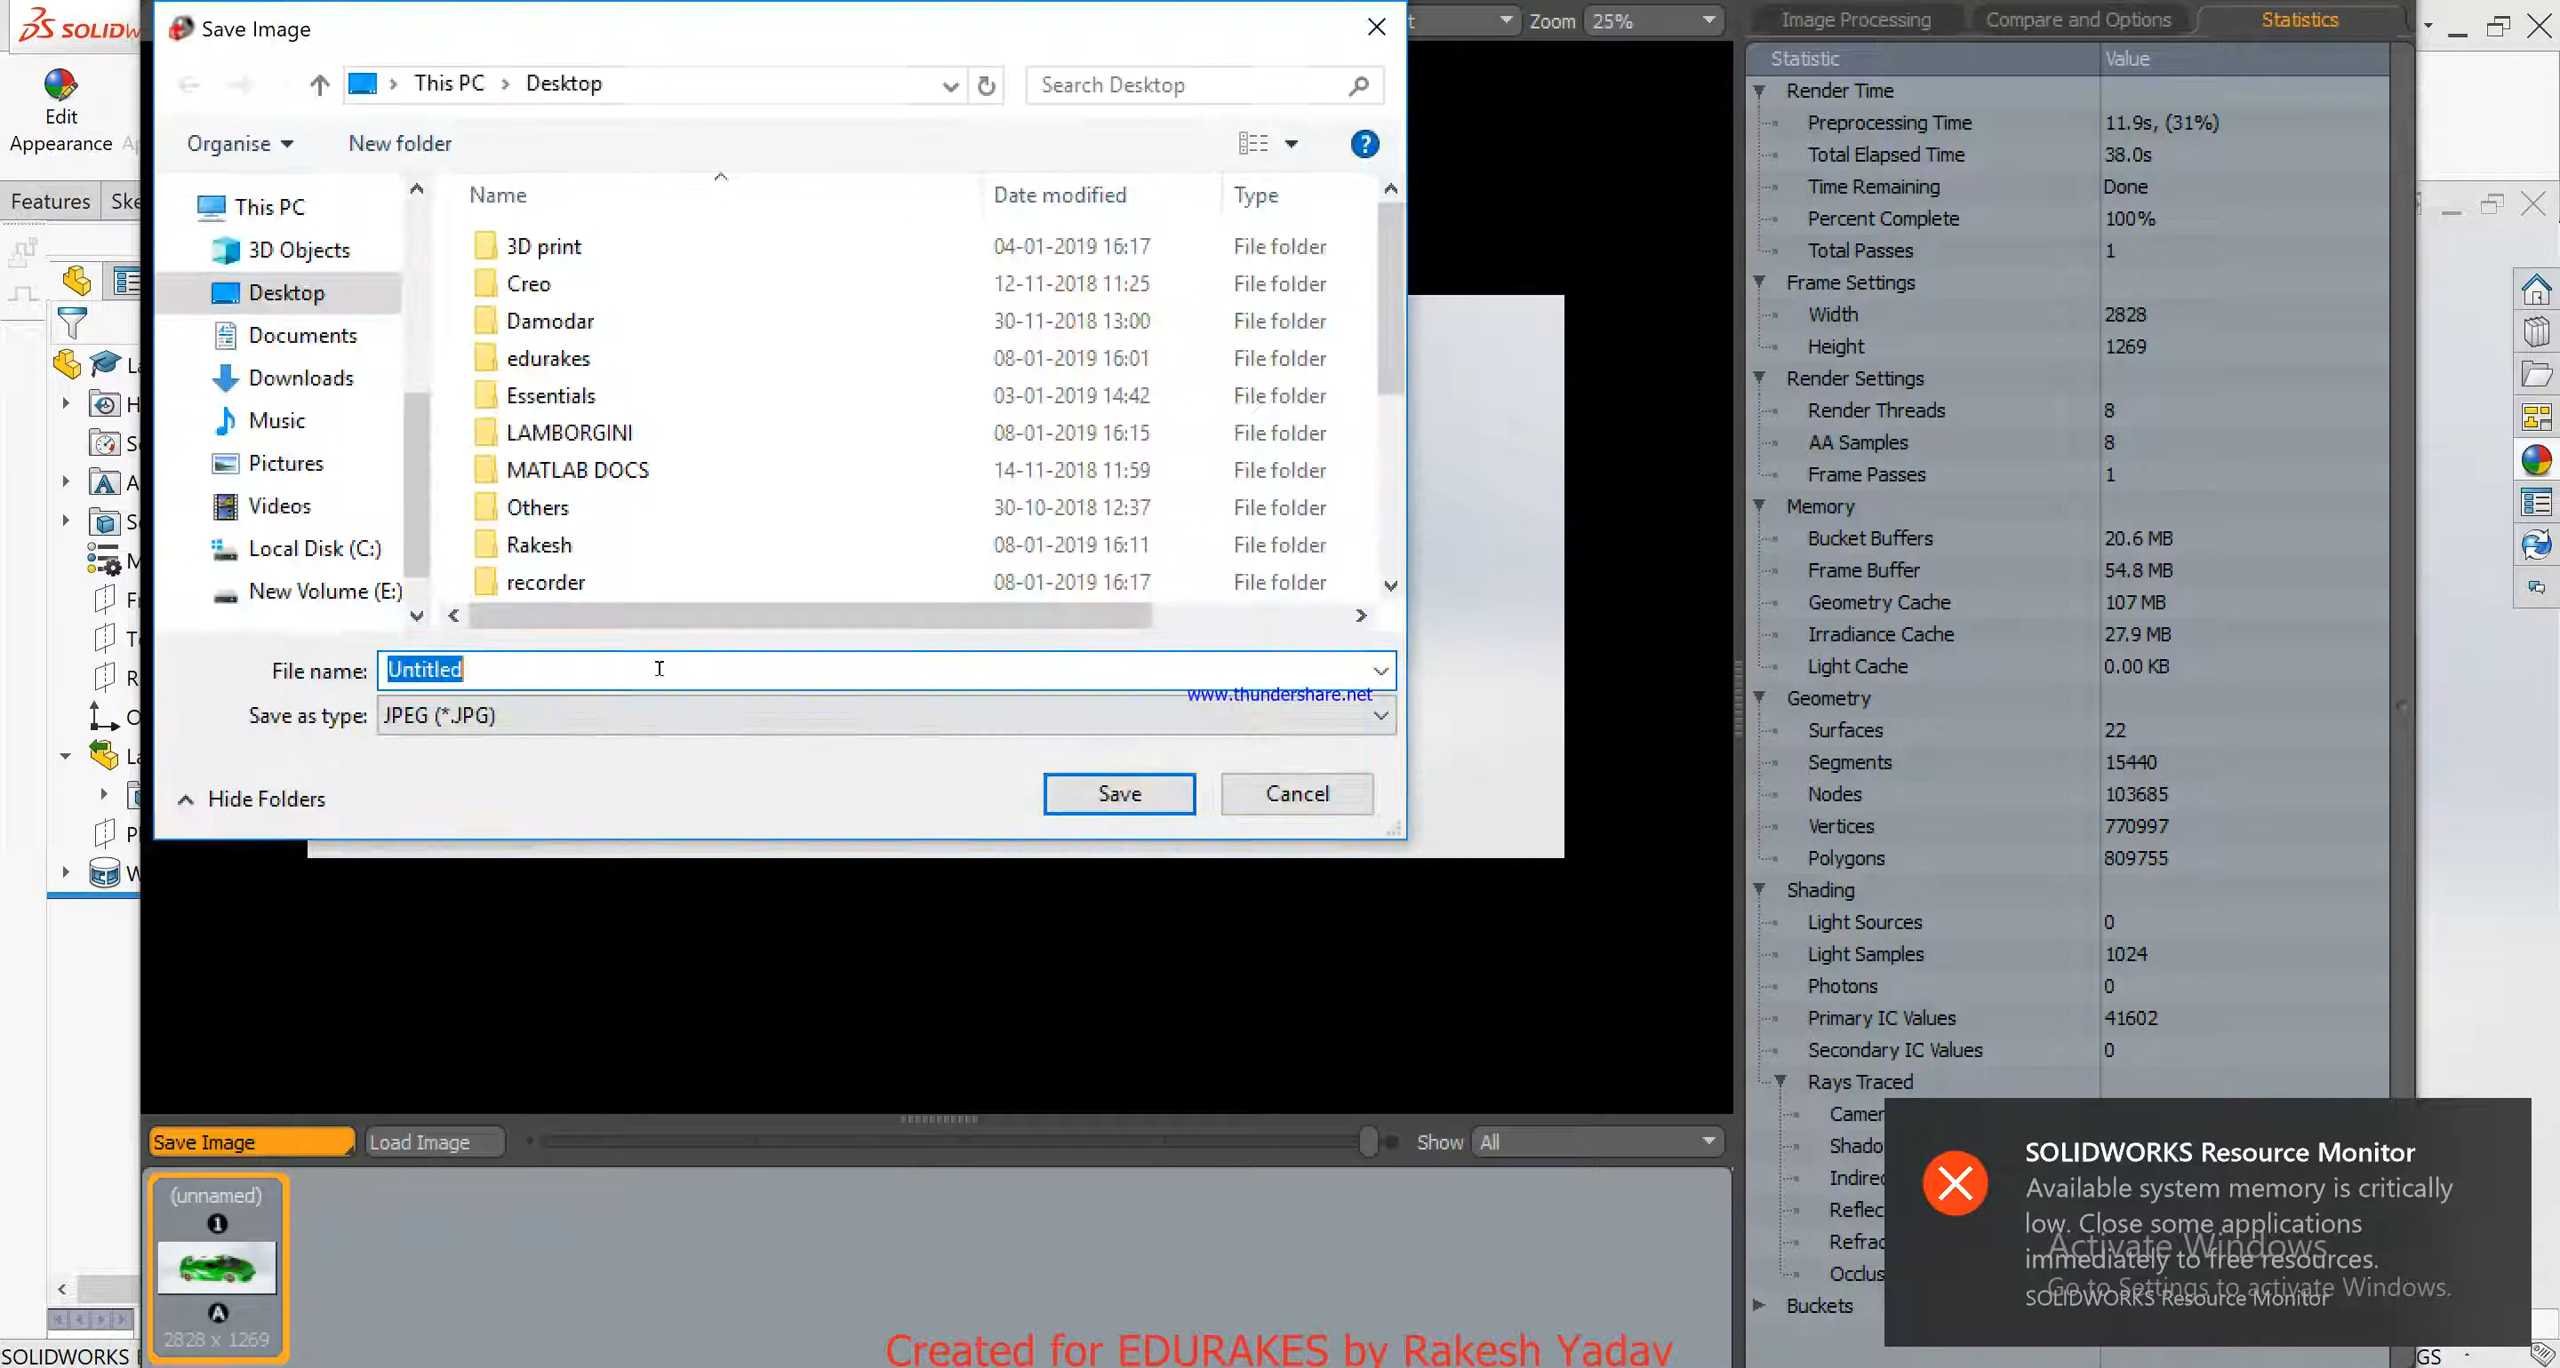 SOLIDW
Save Image
t
Zoom 25%
Image Processing
Compare and Options
Statistics
Edit
Appearance
This PC > Desktop
Search Desktop
Organise
New folder
Features
Name
Date modified
Type
This PC
3D Objects
Desktop
Documents
Downloads
Music
Pictures
Videos
Local Disk (C:)
New Volume (E:)
3D print 04-01-2019 16:17 File folder
Creo 12-11-2018 11:25 File folder
Damodar 30-11-2018 13:00 File folder
edurakes 08-01-2019 16:01 File folder
Essentials 03-01-2019 14:42 File folder
LAMBORGINI 08-01-2019 16:15 File folder
MATLAB DOCS 14-11-2018 11:59 File folder
Others 30-10-2018 12:37 File folder
Rakesh 08-01-2019 16:11 File folder
recorder 08-01-2019 16:17 File folder
File name: Untitled
www.thundershare.net
Save as type: JPEG (*.JPG)
Hide Folders
Save
Cancel
Statistic Value
Render Time
Preprocessing Time 11.9s, (31%)
Total Elapsed Time 38.0s
Time Remaining Done
Percent Complete 100%
Total Passes 1
Frame Settings
Width 2828
Height 1269
Render Settings
Render Threads 8
AA Samples 8
Frame Passes 1
Memory
Bucket Buffers 20.6 MB
Frame Buffer 54.8 MB
Geometry Cache 107 MB
Irradiance Cache 27.9 MB
Light Cache 0.00 KB
Geometry
Surfaces 22
Segments 15440
Nodes 103685
Vertices 770997
Polygons 809755
Shading
Light Sources 0
Light Samples 1024
Photons 0
Primary IC Values 41602
Secondary IC Values 0
Rays Traced
Camer
Shado
Indirec
Reflec
Refrac
Occlus
Buckets
Save Image
Load Image
Show All
(unnamed)
1
A
2828 x 1269
SOLIDWORKS Resource Monitor
Available system memory is critically
low. Close some applications
immediately to free resources.
SOLIDWORKS Resource Monitor
Activate Windows
Go to Settings to activate Windows.
SOLIDWORKS
Created for EDURAKES by Rakesh Yadav
GS